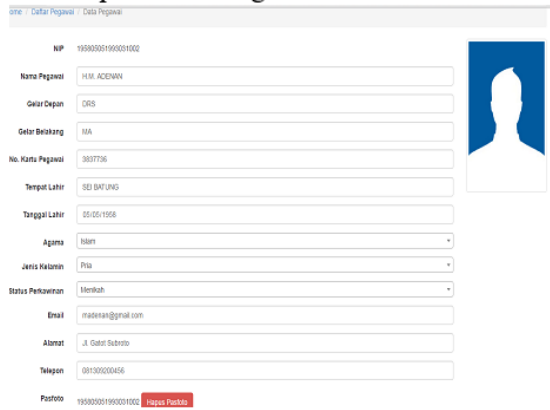 ome / Daftar Pegawai / Data Pegawai
NIP 195805051993031002
Nama Pegawai H.M. ADENAN
Gelar Depan DRS
Gelar Belakang MA
No. Kartu Pegawai 3837736
Tempat Lahir SEI BATUNG
Tanggal Lahir 05/05/1958
Agama Islam
Jenis Kelamin Pria
Status Perkawinan Menikah
Email madenan@gmail.com
Alamat Jl. Gatot Subroto
Telepon 081309200456
Pasfoto 195805051993031002 Hapus Pasfoto